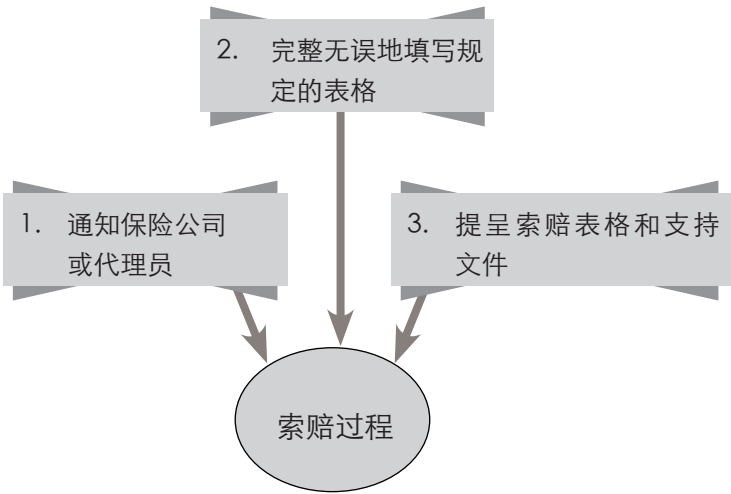 2. 完整无误地填写规
定的表格
1. 通知保险公司
或代理员
3. 提呈索赔表格和支持
文件
索赔过程